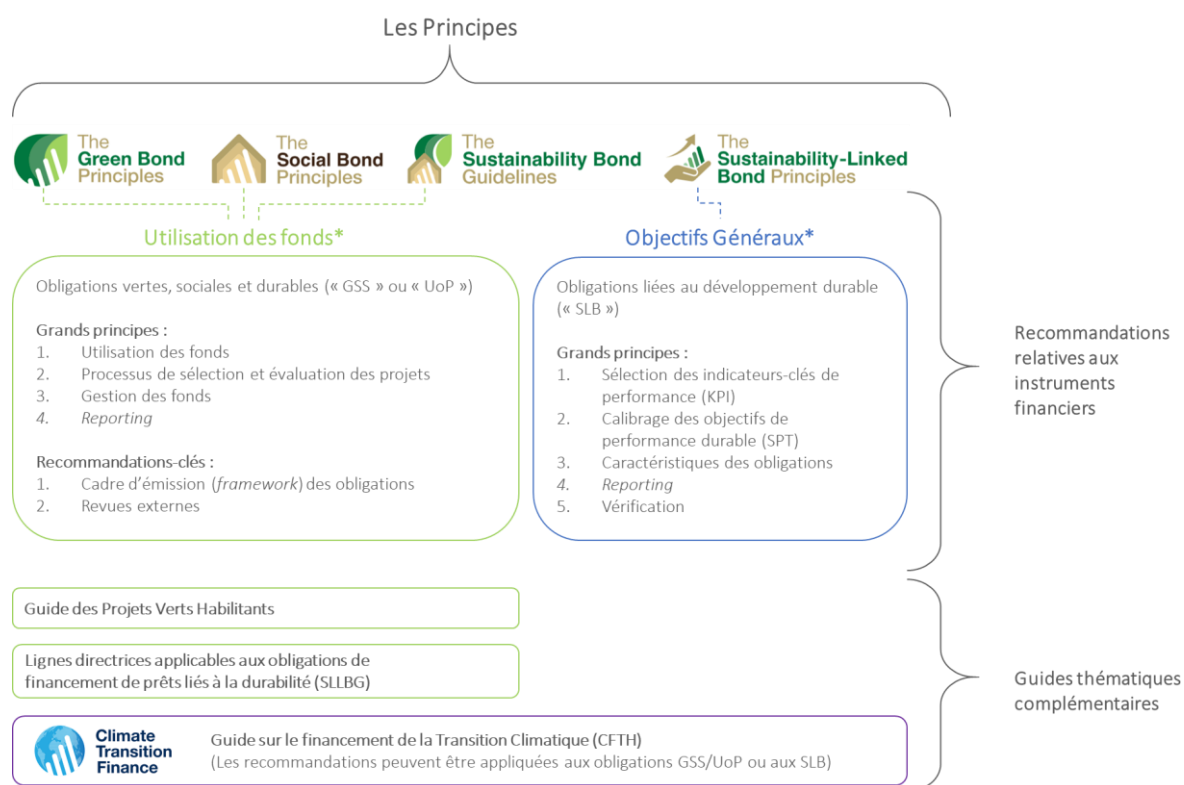 Les Principes
The
Green Bond
Principles
The
Social Bond
Principles
The
Sustainability Bond
Guidelines
The
Sustainability-Linked
Bond Principles
Utilisation des fonds*
Obligations vertes, sociales et durables (« GSS » ou « UoP »)
Grands principes :
1. Utilisation des fonds
2. Processus de sélection et évaluation des projets
3. Gestion des fonds
4. Reporting
Recommandations-clés :
1. Cadre d’émission (framework) des obligations
2. Revues externes
Objectifs Généraux*
Obligations liées au développement durable
(« SLB »)
Grands principes :
1. Sélection des indicateurs-clés de
performance (KPI)
2. Calibrage des objectifs de
performance durable (SPT)
3. Caractéristiques des obligations
4. Reporting
5. Vérification
Recommandations
relatives aux
instruments
financiers
Guide des Projets Verts Habilitants
Lignes directrices applicables aux obligations de
financement de prêts liés à la durabilité (SLLBG)
Climate
Transition
Finance
Guide sur le financement de la Transition Climatique (CFTH)
(Les recommandations peuvent être appliquées aux obligations GSS/UoP ou aux SLB)
Guides thématiques
complémentaires